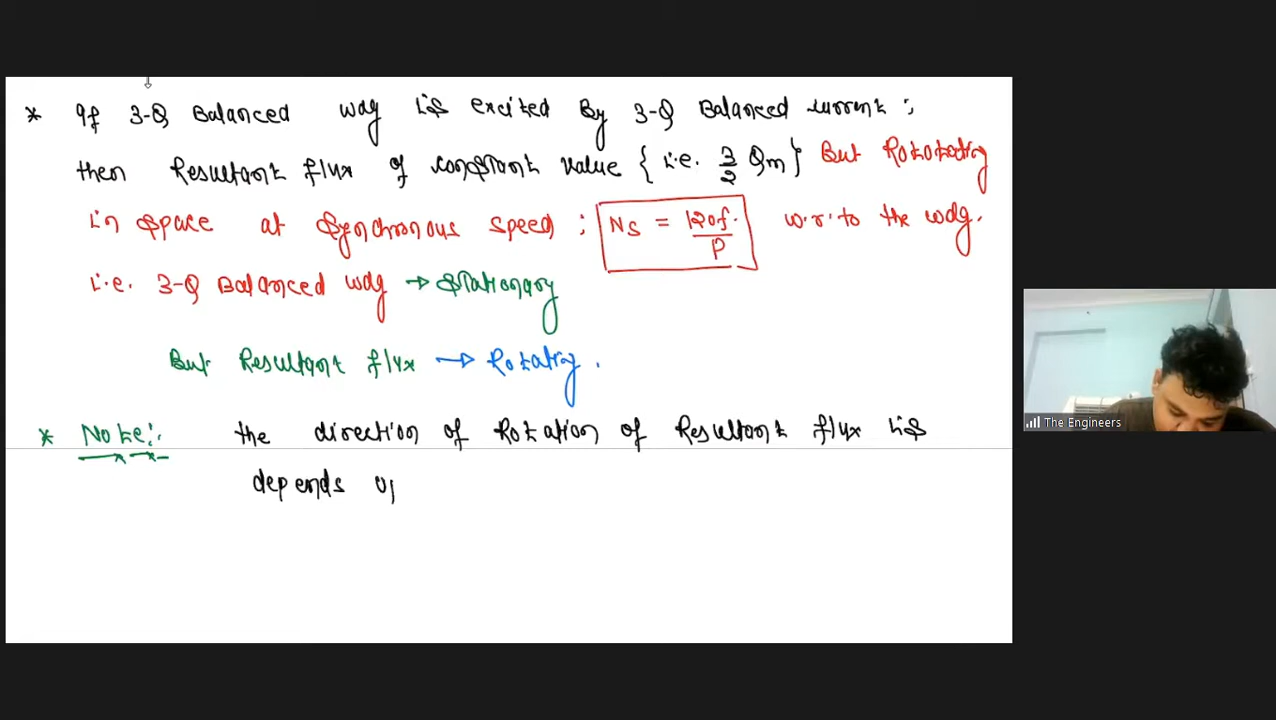 * If 3-Φ Balanced wdg is excited By 3-Φ Balanced current ;
then Resultant flux of constant value { i.e. 3/2 Φm } But Rototating
in space at Synchronous speed ; Ns = 120f/P w.r.to the wdg.
i.e. 3-Φ Balanced wdg → Stationary
But Resultant flux → Rotating .
* Note:- the direction of Rotation of Resultant flux is
depends
The Engineers